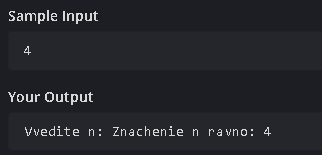 Sample Input
4
Your Output
Vvedite n: Znachenie n ravno: 4